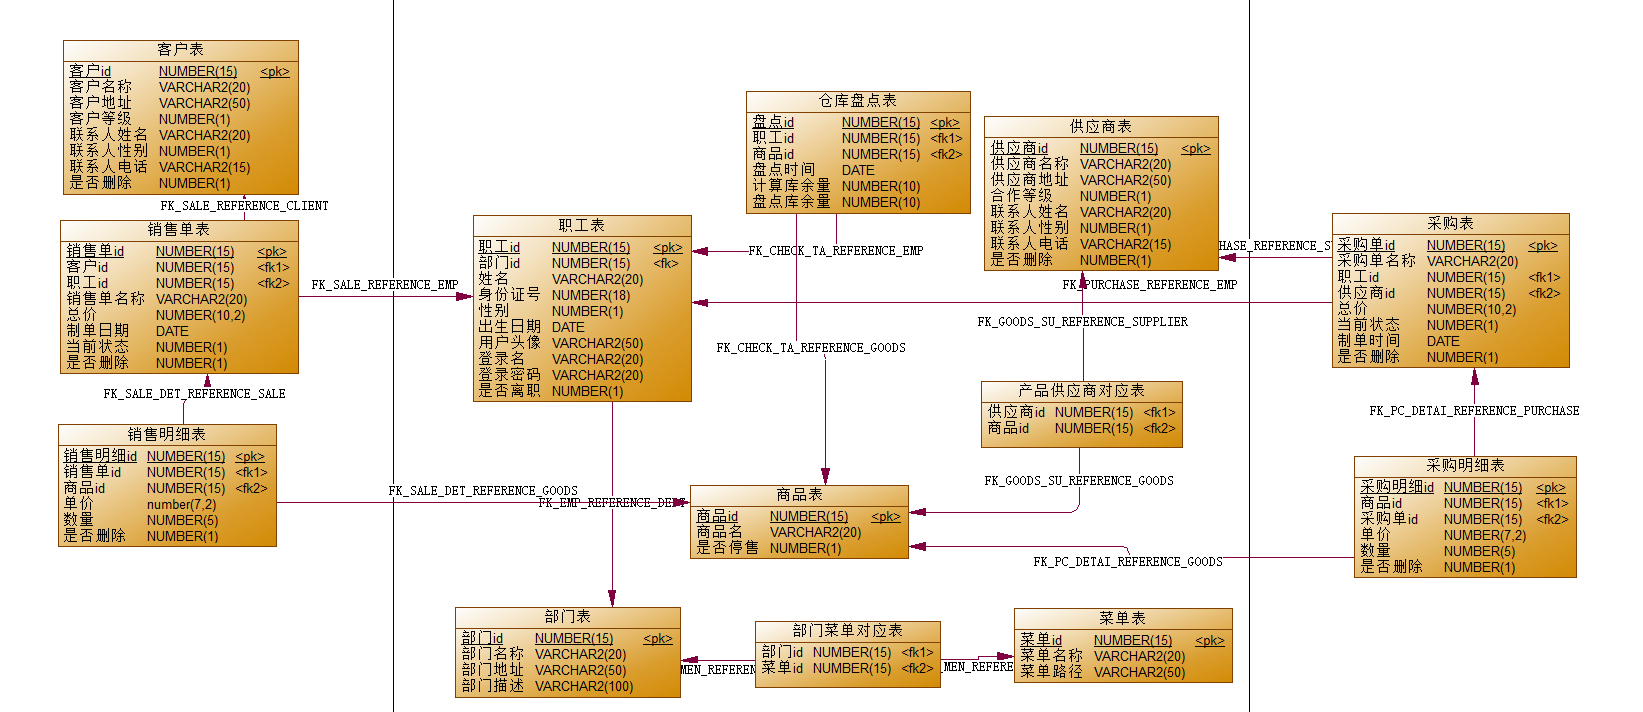 客户表
客户id NUMBER(15) <pk>
客户名称 VARCHAR2(20)
客户地址 VARCHAR2(50)
客户等级 NUMBER(1)
联系人姓名 VARCHAR2(20)
联系人性别 NUMBER(1)
联系人电话 VARCHAR2(15)
是否删除 NUMBER(1)
FK_SALE_REFERENCE_CLIENT
销售单表
销售单id NUMBER(15) <pk>
客户id NUMBER(15) <fk1>
职工id NUMBER(15) <fk2>
销售单名称 VARCHAR2(20)
总价 NUMBER(10,2)
制单日期 DATE
当前状态 NUMBER(1)
是否删除 NUMBER(1)
FK_SALE_REFERENCE_EMP
FK_SALE_DET_REFERENCE_SALE
销售明细表
销售明细id NUMBER(15) <pk>
销售单id NUMBER(15) <fk1>
商品id NUMBER(15) <fk2>
单价 number(7,2)
数量 NUMBER(5)
是否删除 NUMBER(1)
FK_SALE_DET_REFERENCE_GOODS
职工表
职工id NUMBER(15) <pk>
部门id NUMBER(15) <fk>
姓名 VARCHAR2(20)
身份证号 NUMBER(18)
性别 NUMBER(1)
出生日期 DATE
用户头像 VARCHAR2(50)
登录名 VARCHAR2(20)
登录密码 VARCHAR2(20)
是否离职 NUMBER(1)
FK_EMP_REFERENCE_DEPT
仓库盘点表
盘点id NUMBER(15) <pk>
职工id NUMBER(15) <fk1>
商品id NUMBER(15) <fk2>
盘点时间 DATE
计算库余量 NUMBER(10)
盘点库余量 NUMBER(10)
FK_CHECK_TA_REFERENCE_EMP
FK_CHECK_TA_REFERENCE_GOODS
供应商表
供应商id NUMBER(15) <pk>
供应商名称 VARCHAR2(20)
供应商地址 VARCHAR2(50)
合作等级 NUMBER(1)
联系人姓名 VARCHAR2(20)
联系人性别 NUMBER(1)
联系人电话 VARCHAR2(15)
是否删除 NUMBER(1)
HASE_REFERENCE_S
FK_PURCHASE_REFERENCE_EMP
FK_GOODS_SU_REFERENCE_SUPPLIER
产品供应商对应表
供应商id NUMBER(15) <fk1>
商品id NUMBER(15) <fk2>
FK_GOODS_SU_REFERENCE_GOODS
商品表
商品id NUMBER(15) <pk>
商品名 VARCHAR2(20)
是否停售 NUMBER(1)
FK_PC_DETAI_REFERENCE_GOODS
采购表
采购单id NUMBER(15) <pk>
采购单名称 VARCHAR2(20)
职工id NUMBER(15) <fk1>
供应商id NUMBER(15) <fk2>
总价 NUMBER(10,2)
当前状态 NUMBER(1)
制单时间 DATE
是否删除 NUMBER(1)
FK_PC_DETAI_REFERENCE_PURCHASE
采购明细表
采购明细id NUMBER(15) <pk>
商品id NUMBER(15) <fk1>
采购单id NUMBER(15) <fk2>
单价 NUMBER(7,2)
数量 NUMBER(5)
是否删除 NUMBER(1)
部门表
部门id NUMBER(15) <pk>
部门名称 VARCHAR2(20)
部门地址 VARCHAR2(50)
部门描述 VARCHAR2(100)
MEN_REFEREN
部门菜单对应表
部门id NUMBER(15) <fk1>
菜单id NUMBER(15) <fk2>
_MEN_REFERE
菜单表
菜单id NUMBER(15) <pk>
菜单名称 VARCHAR2(20)
菜单路径 VARCHAR2(50)